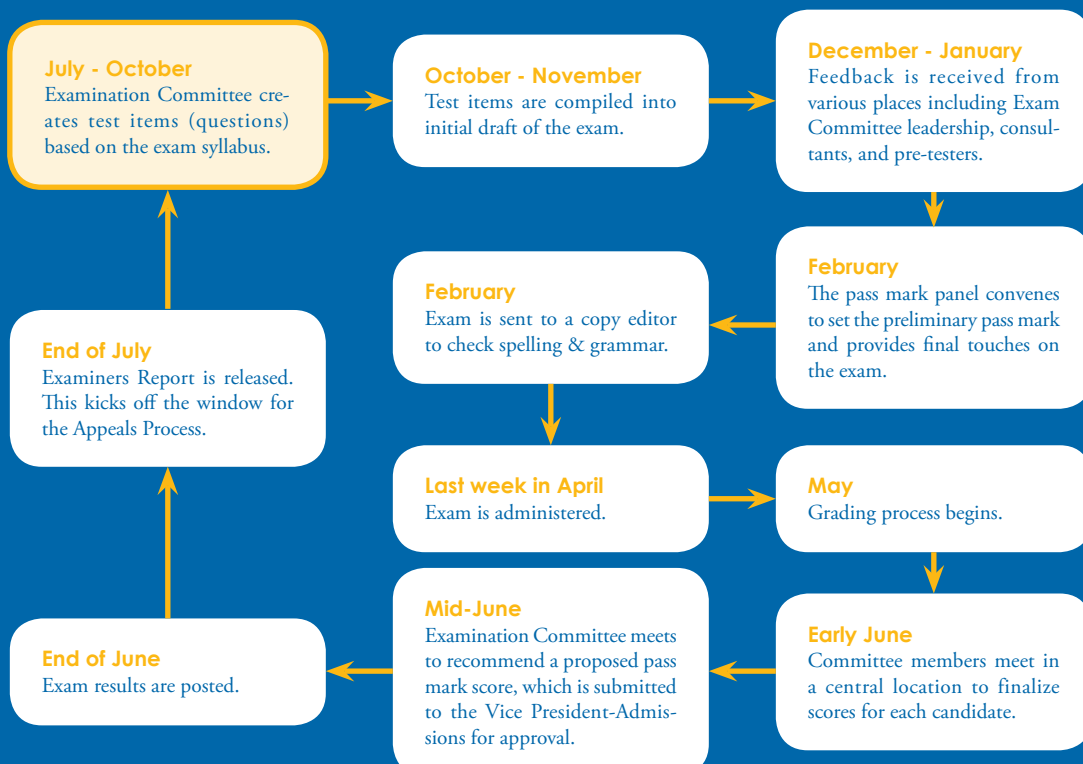 July - October
Examination Committee cre-
ates test items (questions)
based on the exam syllabus.
October - November
Test items are compiled into
initial draft of the exam.
December - January
Feedback is received from
various places including Exam
Committee leadership, consul-
tants, and pre-testers.
February
The pass mark panel convenes
to set the preliminary pass mark
and provides final touches on
the exam.
February
Exam is sent to a copy editor
to check spelling & grammar.
Last week in April
Exam is administered.
May
Grading process begins.
Early June
Committee members meet in
a central location to finalize
scores for each candidate.
Mid-June
Examination Committee meets
to recommend a proposed pass
mark score, which is submitted
to the Vice President-Admis-
sions for approval.
End of June
Exam results are posted.
End of July
Examiners Report is released.
This kicks off the window for
the Appeals Process.